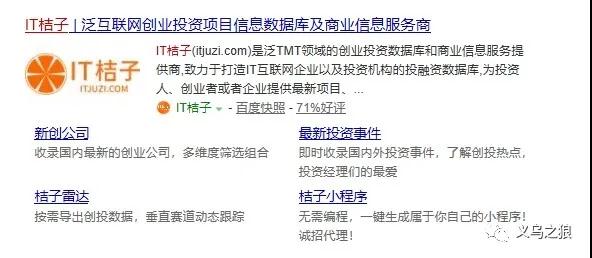 IT桔子 | 泛互联网创业投资项目信息数据库及商业信息服务商
IT桔子
ITJUZI.COM
IT桔子(itjuzi.com)是泛TMT领域的创业投资数据库和商业信息服务提
供商,致力于打造IT互联网企业以及投资机构的投融资数据库,为投资
人、创业者或者企业提供最新项目、...
IT桔子 - 百度快照 - 71%好评
新创公司
收录国内最新的创业公司，多维度筛选组合
最新投资事件
即时收录国内外投资事件，了解创投热点，
投资经理们的最爱
桔子雷达
按需导出创投数据，垂直赛道动态跟踪
桔子小程序
无需编程，一键生成属于你自己的小程序！
诚招代理！
义乌之狼